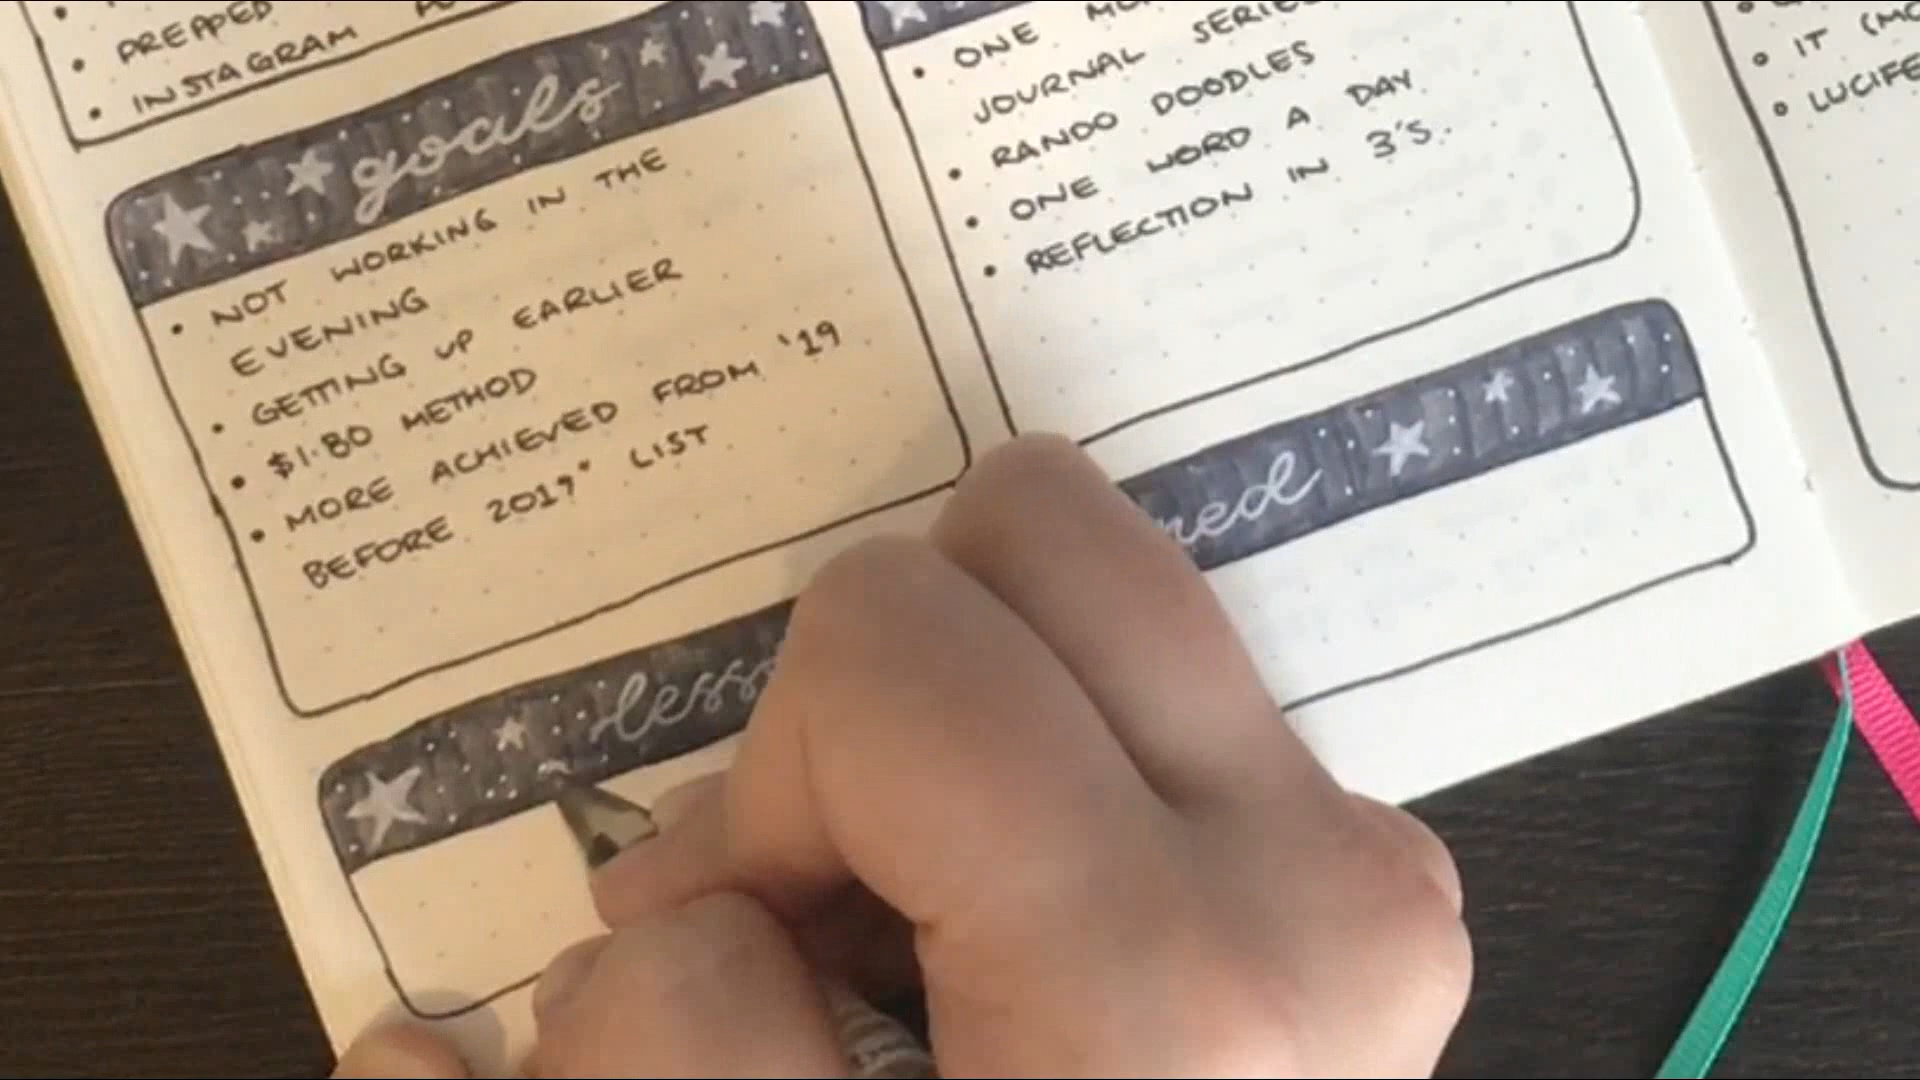 PREPPED
INSTAGRAM
goals
• NOT WORKING IN THE
EVENING
• GETTING UP EARLIER
• $1.80 METHOD
• MORE ACHIEVED FROM '19
BEFORE 2019" LIST
• ONE
JOURNAL SERIES
• RANDO DOODLES
• ONE WORD A DAY
• REFLECTION IN 3'S.
IT